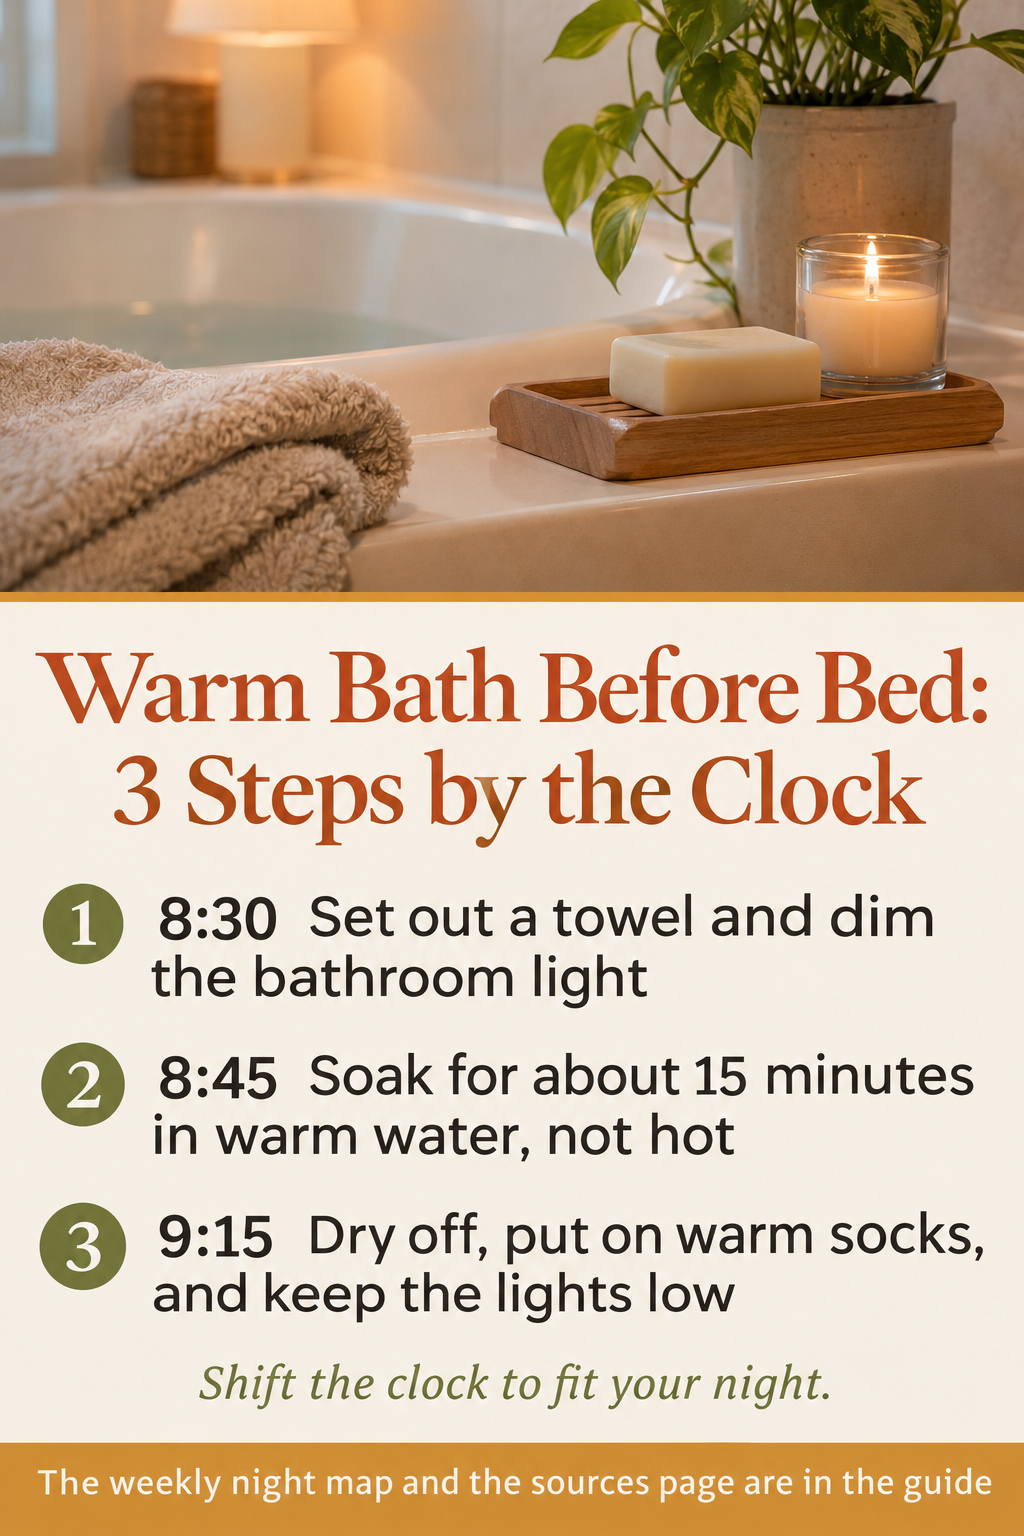 Warm Bath Before Bed:
3 Steps by the Clock
1 8:30 Set out a towel and dim
the bathroom light
2 8:45 Soak for about 15 minutes
in warm water, not hot
3 9:15 Dry off, put on warm socks,
and keep the lights low
Shift the clock to fit your night.
The weekly night map and the sources page are in the guide